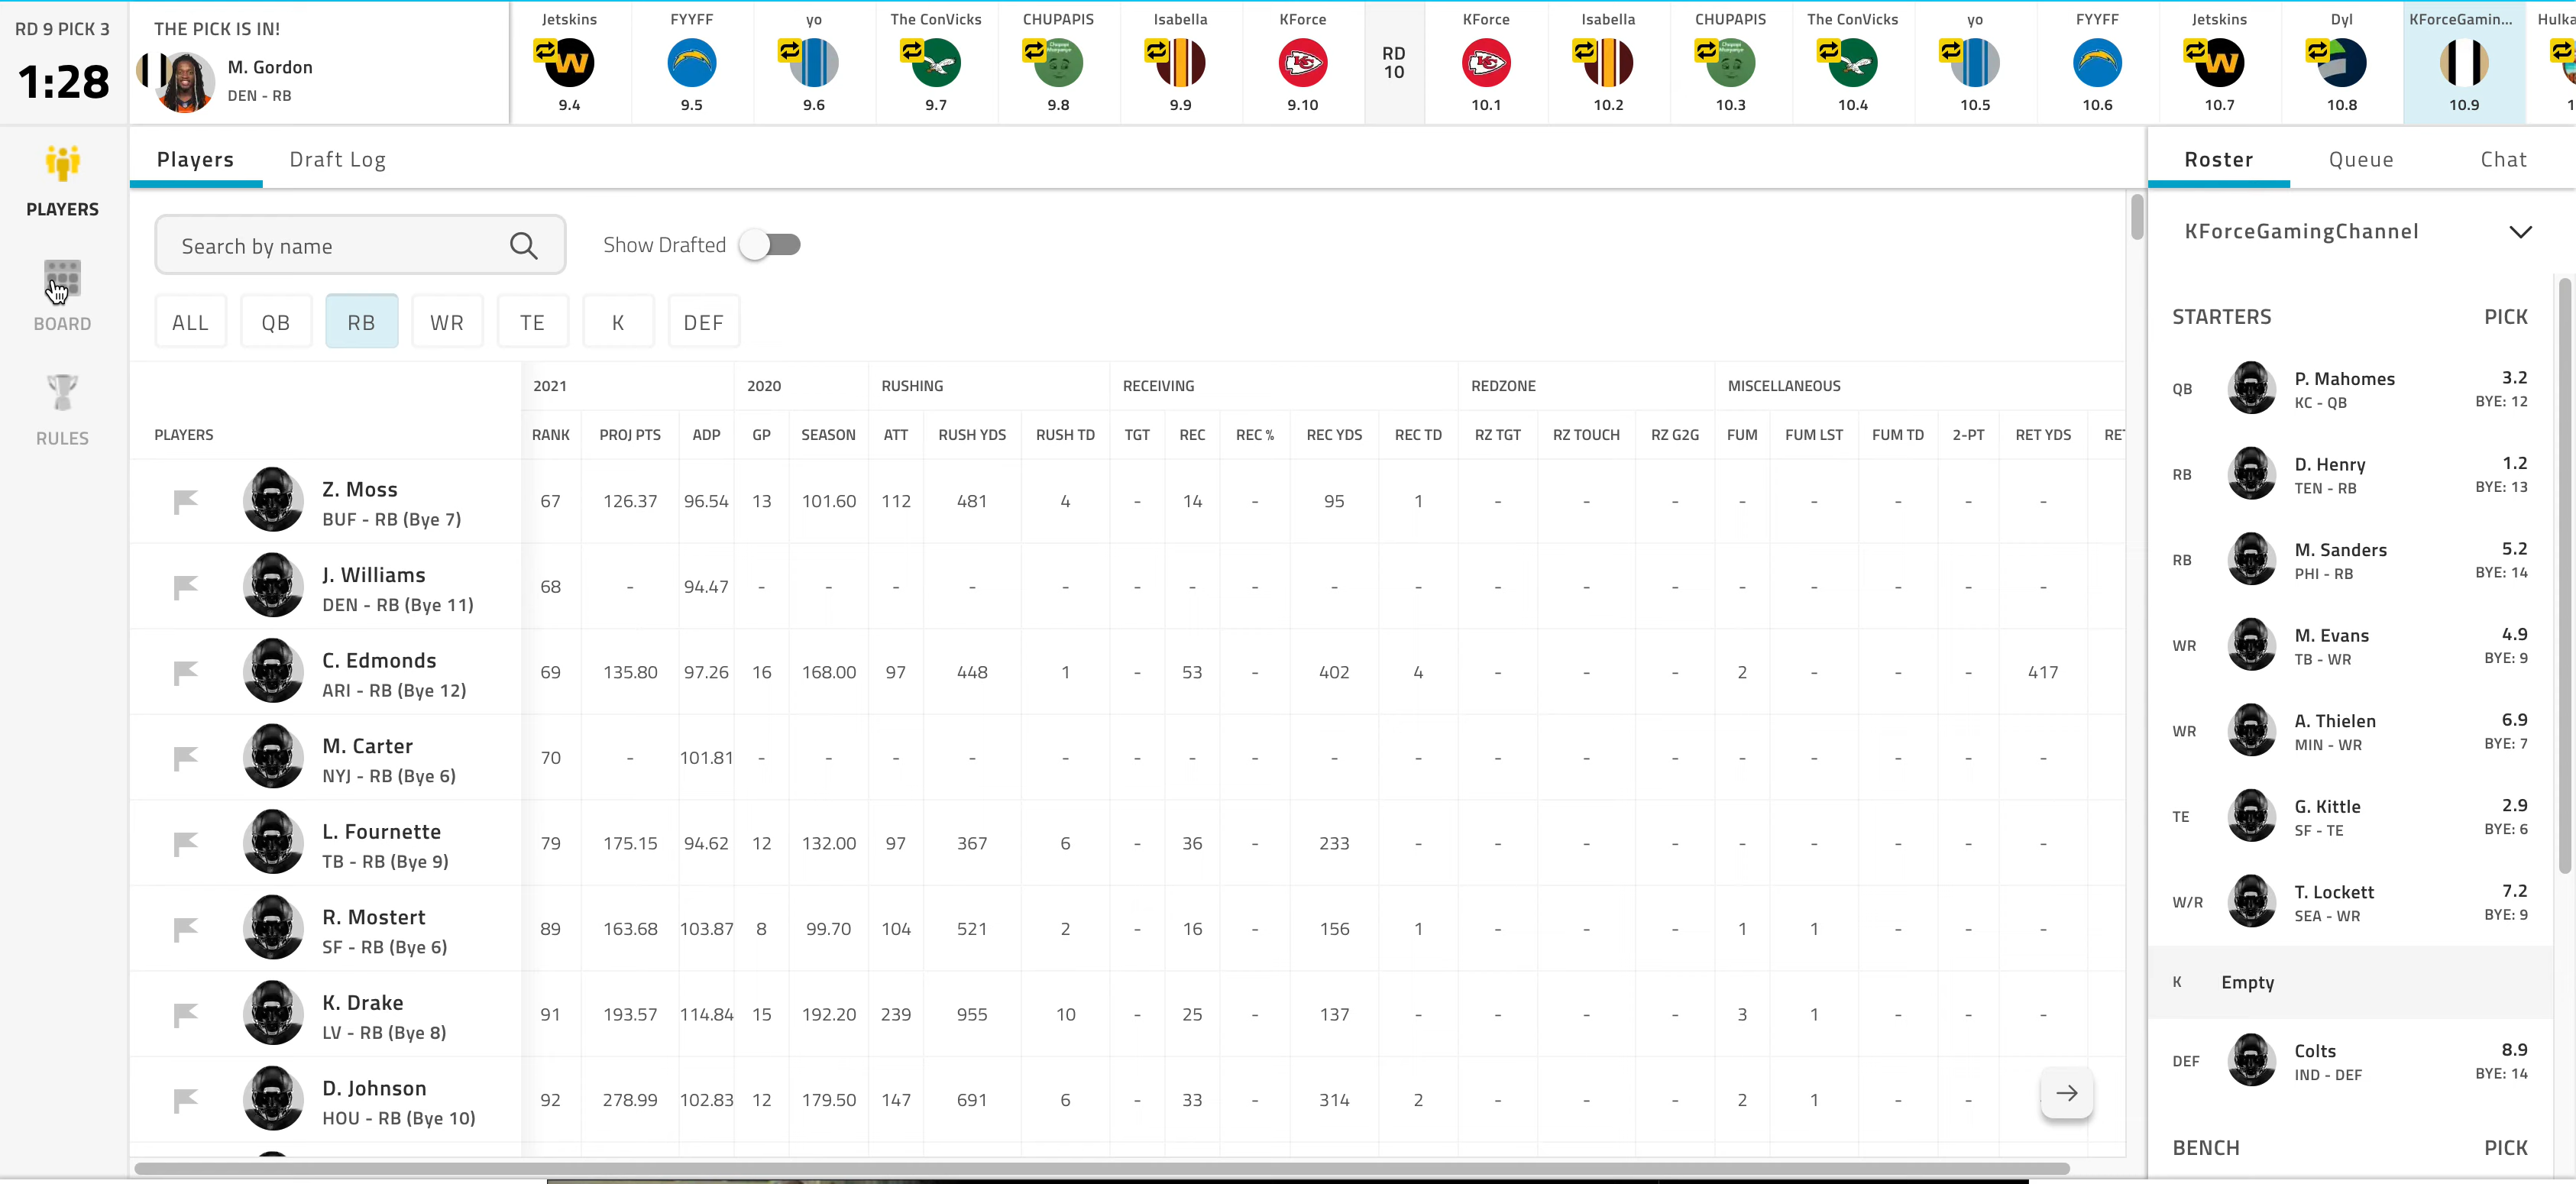 RD 9 PICK 3
1:28
THE PICK IS IN!
M. Gordon
DEN - RB
Jetskins
9.4
FYYFF
9.5
yo
9.6
The ConVicks
9.7
CHUPAPIS
9.8
Isabella
9.9
KForce
9.10
RD
10
KForce
10.1
Isabella
10.2
CHUPAPIS
10.3
The ConVicks
10.4
yo
10.5
FYYFF
10.6
Jetskins
10.7
Dyl
10.8
KForceGamin...
10.9
Hulka
1
PLAYERS
BOARD
RULES
Players Draft Log
Search by name Show Drafted
ALL QB RB WR TE K DEF
2021 2020 RUSHING RECEIVING REDZONE MISCELLANEOUS
PLAYERS RANK PROJ PTS ADP GP SEASON ATT RUSH YDS RUSH TD TGT REC REC % REC YDS REC TD RZ TGT RZ TOUCH RZ G2G FUM FUM LST FUM TD 2-PT RET YDS RET
Z. Moss
BUF - RB (Bye 7)
67 126.37 96.54 13 101.60 112 481 4 - 14 - 95 1 - - - - - - - -
J. Williams
DEN - RB (Bye 11)
68 - 94.47 - - - - - - - - - - - - - - - - - -
C. Edmonds
ARI - RB (Bye 12)
69 135.80 97.26 16 168.00 97 448 1 - 53 - 402 4 - - - 2 - - - 417
M. Carter
NYJ - RB (Bye 6)
70 - 101.81 - - - - - - - - - - - - - - - - - -
L. Fournette
TB - RB (Bye 9)
79 175.15 94.62 12 132.00 97 367 6 - 36 - 233 - - - - - - - - -
R. Mostert
SF - RB (Bye 6)
89 163.68 103.87 8 99.70 104 521 2 - 16 - 156 1 - - - 1 1 - - -
K. Drake
LV - RB (Bye 8)
91 193.57 114.84 15 192.20 239 955 10 - 25 - 137 - - - - 3 1 - - -
D. Johnson
HOU - RB (Bye 10)
92 278.99 102.83 12 179.50 147 691 6 - 33 - 314 2 - - - 2 1 - -
Roster Queue Chat
KForceGamingChannel
STARTERS PICK
QB P. Mahomes 3.2
KC - QB BYE: 12
RB D. Henry 1.2
TEN - RB BYE: 13
RB M. Sanders 5.2
PHI - RB BYE: 14
WR M. Evans 4.9
TB - WR BYE: 9
WR A. Thielen 6.9
MIN - WR BYE: 7
TE G. Kittle 2.9
SF - TE BYE: 6
W/R T. Lockett 7.2
SEA - WR BYE: 9
K Empty
DEF Colts 8.9
IND - DEF BYE: 14
BENCH PICK